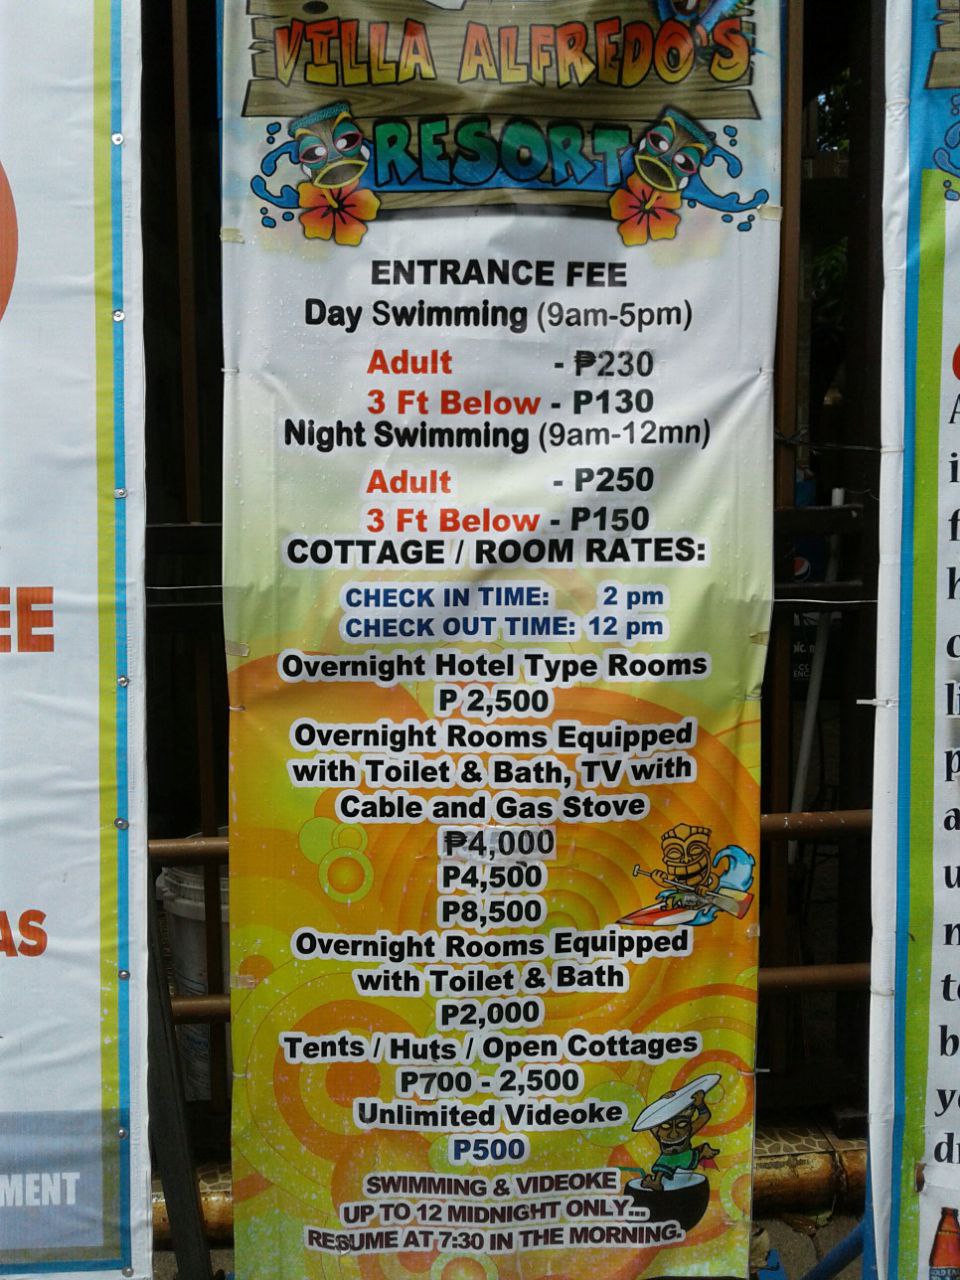 VILLA ALFREDO'S
RESORT
ENTRANCE FEE
Day Swimming (9am-5pm)
Adult - ₱230
3 Ft Below - P130
Night Swimming (9am-12mn)
Adult - P250
3 Ft Below - P150
COTTAGE / ROOM RATES:
CHECK IN TIME: 2 pm
CHECK OUT TIME: 12 pm
Overnight Hotel Type Rooms
P 2,500
Overnight Rooms Equipped
with Toilet & Bath, TV with
Cable and Gas Stove
₱4,000
P4,500
P8,500
Overnight Rooms Equipped
with Toilet & Bath
P2,000
Tents / Huts / Open Cottages
P700 - 2,500
Unlimited Videoke
P500
SWIMMING & VIDEOKE
UP TO 12 MIDNIGHT ONLY...
RESUME AT 7:30 IN THE MORNING.
EE
AS
MENT